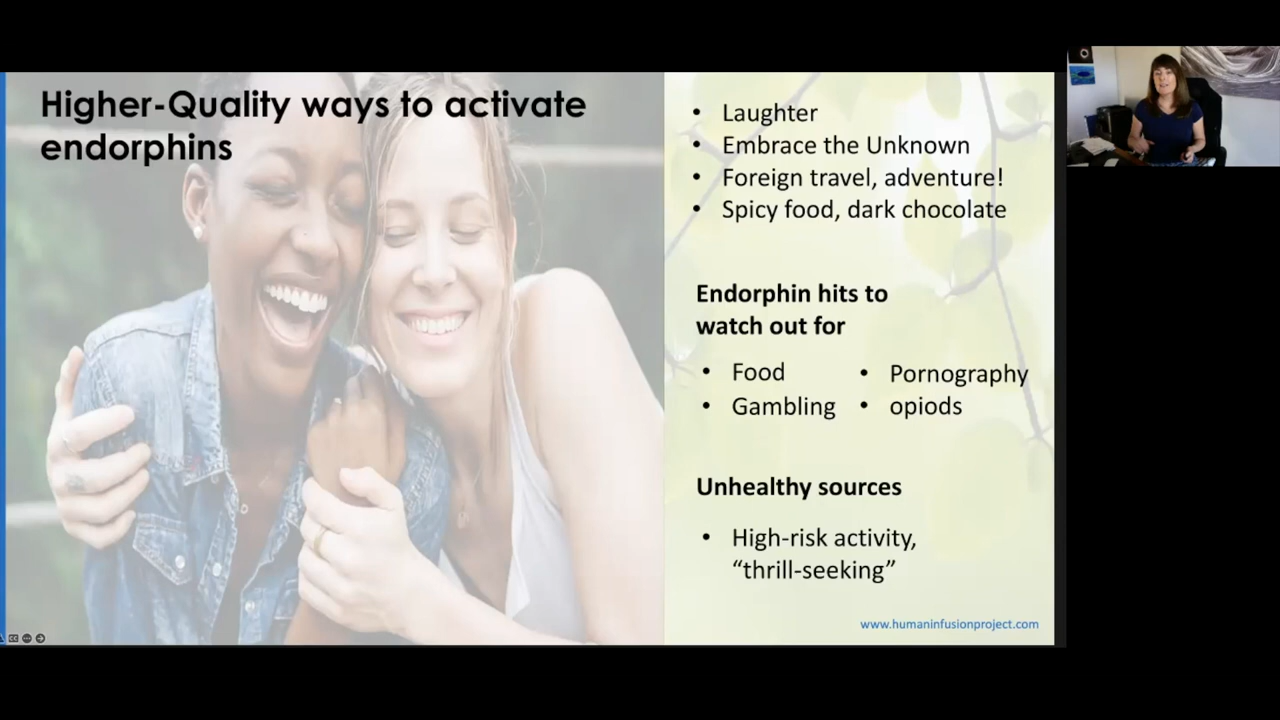 Higher-Quality ways to activate
endorphins
• Laughter
• Embrace the Unknown
• Foreign travel, adventure!
• Spicy food, dark chocolate
Endorphin hits to
watch out for
• Food
• Gambling
• Pornography
• opiods
Unhealthy sources
• High-risk activity,
“thrill-seeking”
www.humaninfusionproject.com